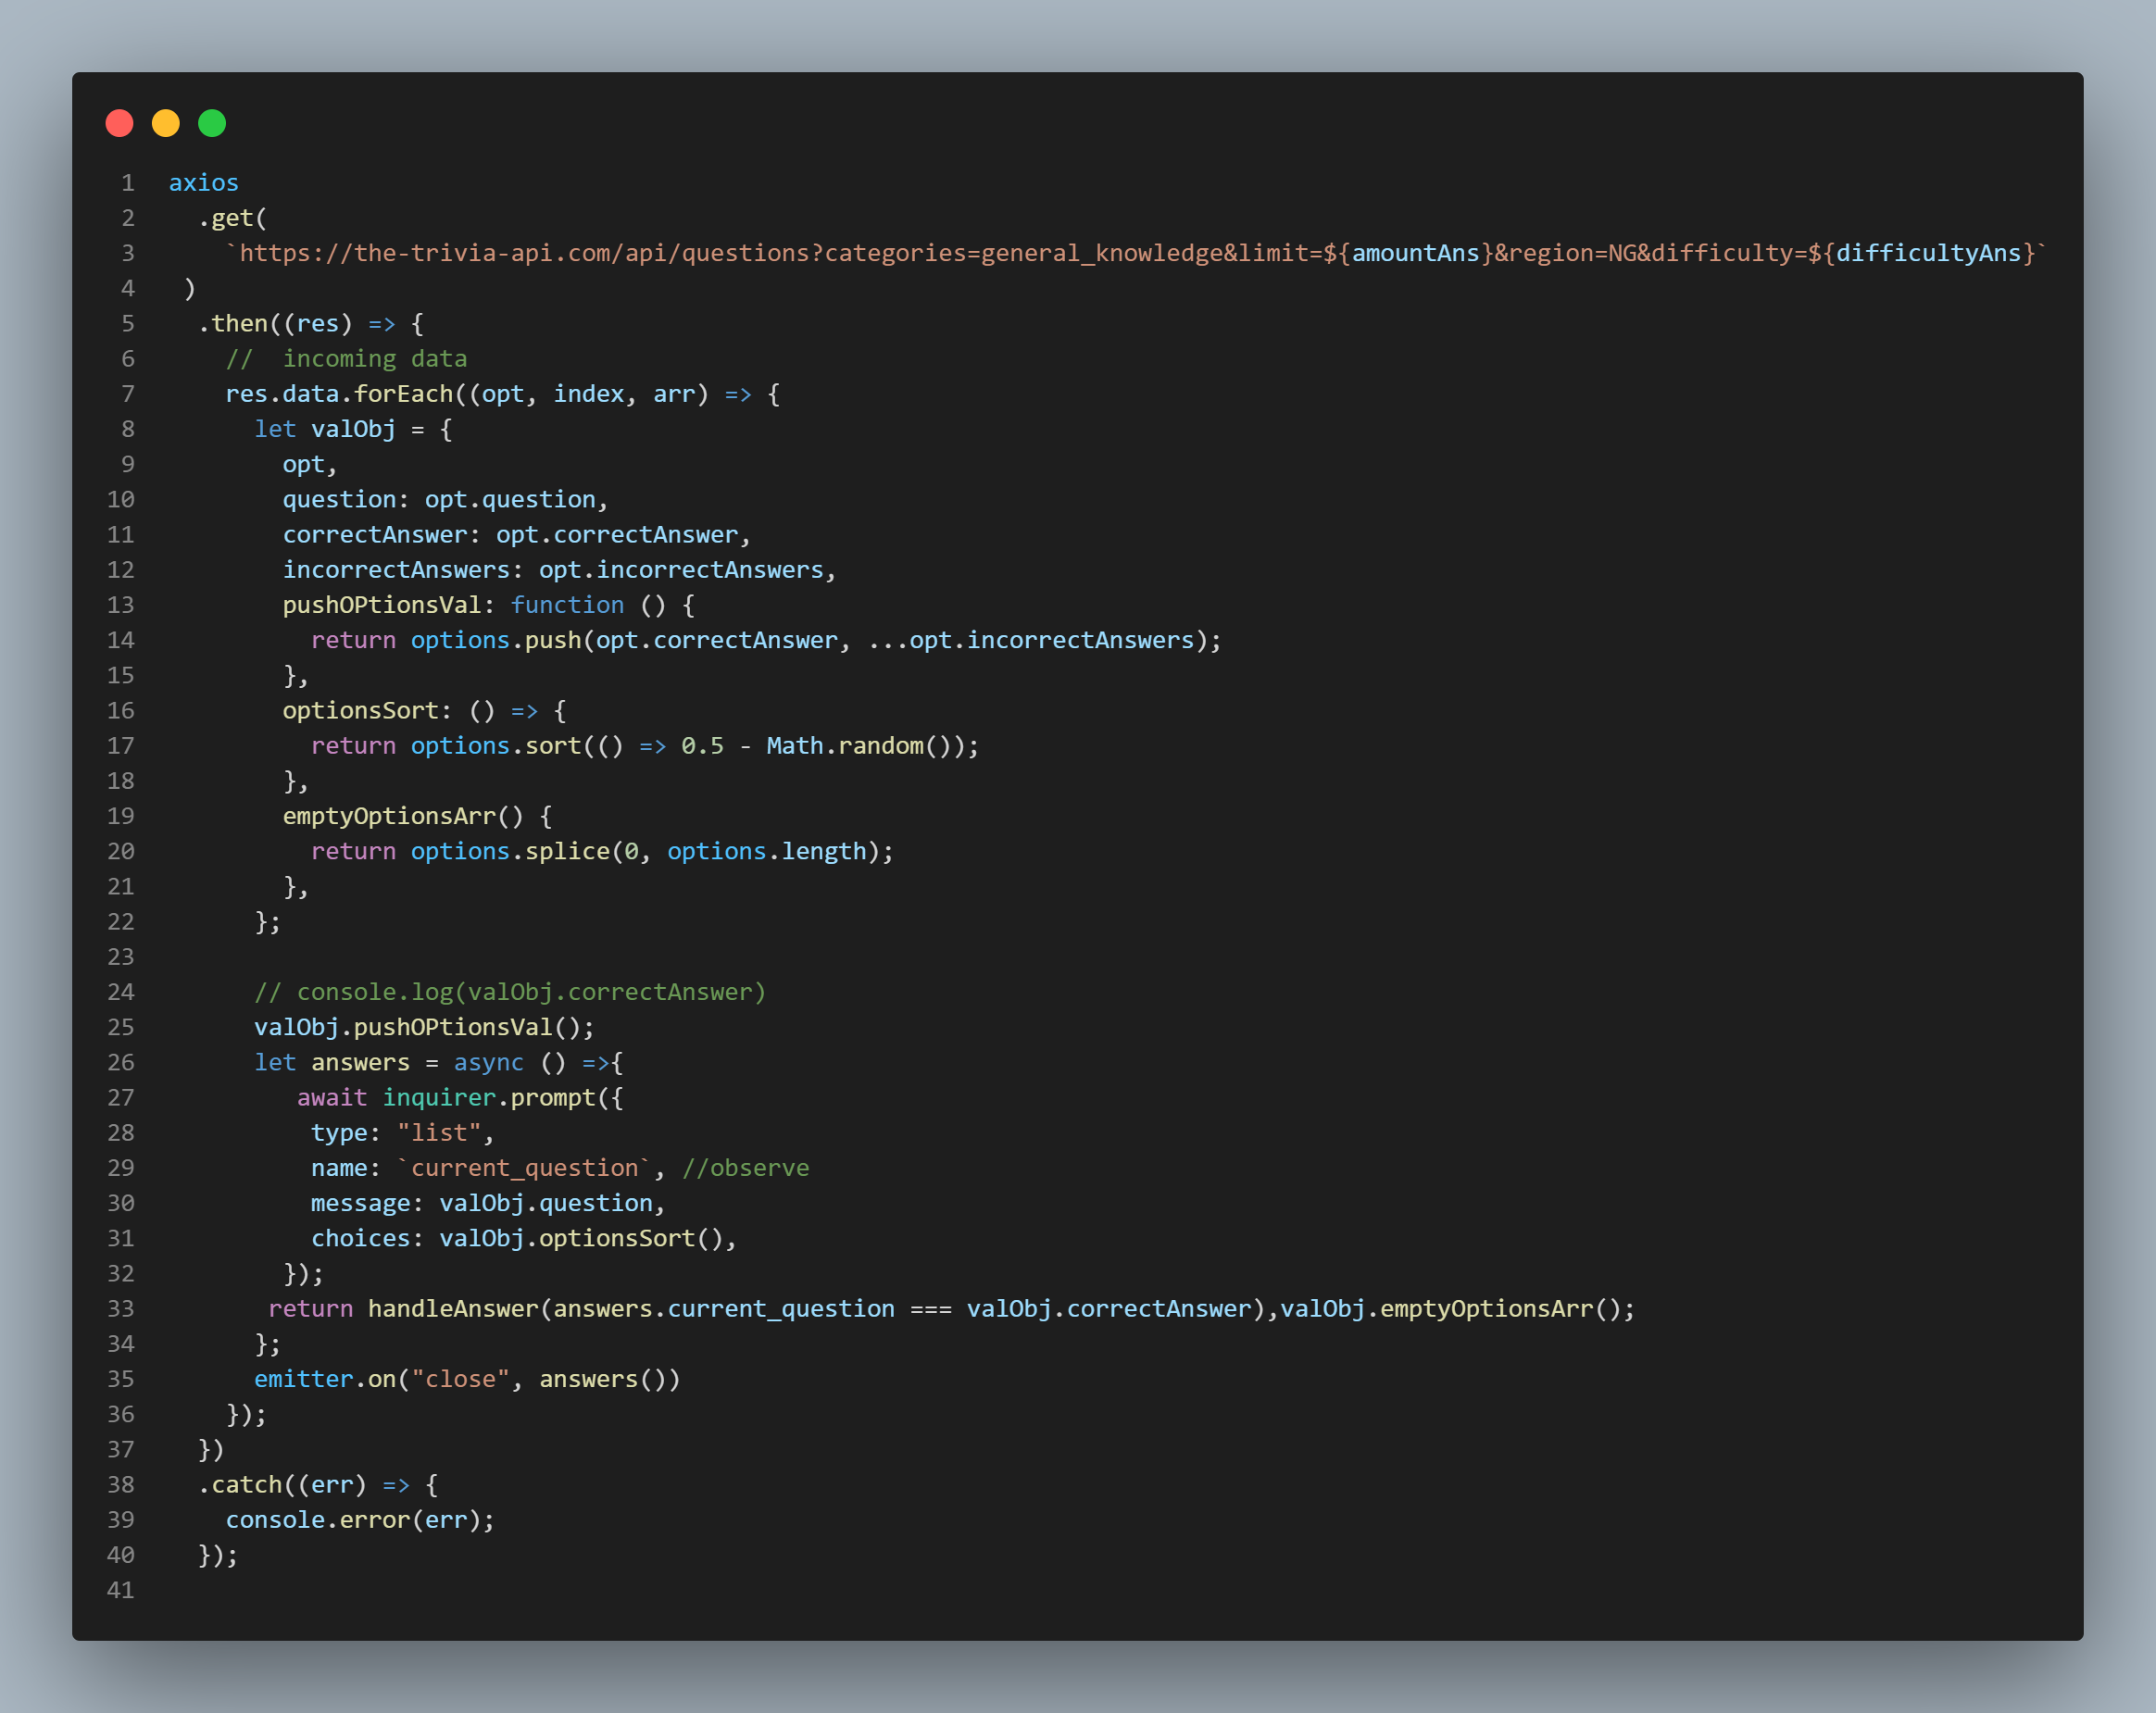 1 axios
2   .get(
3     `https://the-trivia-api.com/api/questions?categories=general_knowledge&limit=${amountAns}&region=NG&difficulty=${difficultyAns}`
4  )
5   .then((res) => {
6     //  incoming data
7     res.data.forEach((opt, index, arr) => {
8       let valObj = {
9         opt,
10         question: opt.question,
11         correctAnswer: opt.correctAnswer,
12         incorrectAnswers: opt.incorrectAnswers,
13         pushOPtionsVal: function () {
14           return options.push(opt.correctAnswer, ...opt.incorrectAnswers);
15         },
16         optionsSort: () => {
17           return options.sort(() => 0.5 - Math.random());
18         },
19         emptyOptionsArr() {
20           return options.splice(0, options.length);
21         },
22       };
23
24       // console.log(valObj.correctAnswer)
25       valObj.pushOPtionsVal();
26       let answers = async () =>{
27          await inquirer.prompt({
28           type: "list",
29           name: `current_question`, //observe
30           message: valObj.question,
31           choices: valObj.optionsSort(),
32         });
33        return handleAnswer(answers.current_question === valObj.correctAnswer),valObj.emptyOptionsArr();
34       };
35       emitter.on("close", answers())
36     });
37   })
38   .catch((err) => {
39     console.error(err);
40   });
41